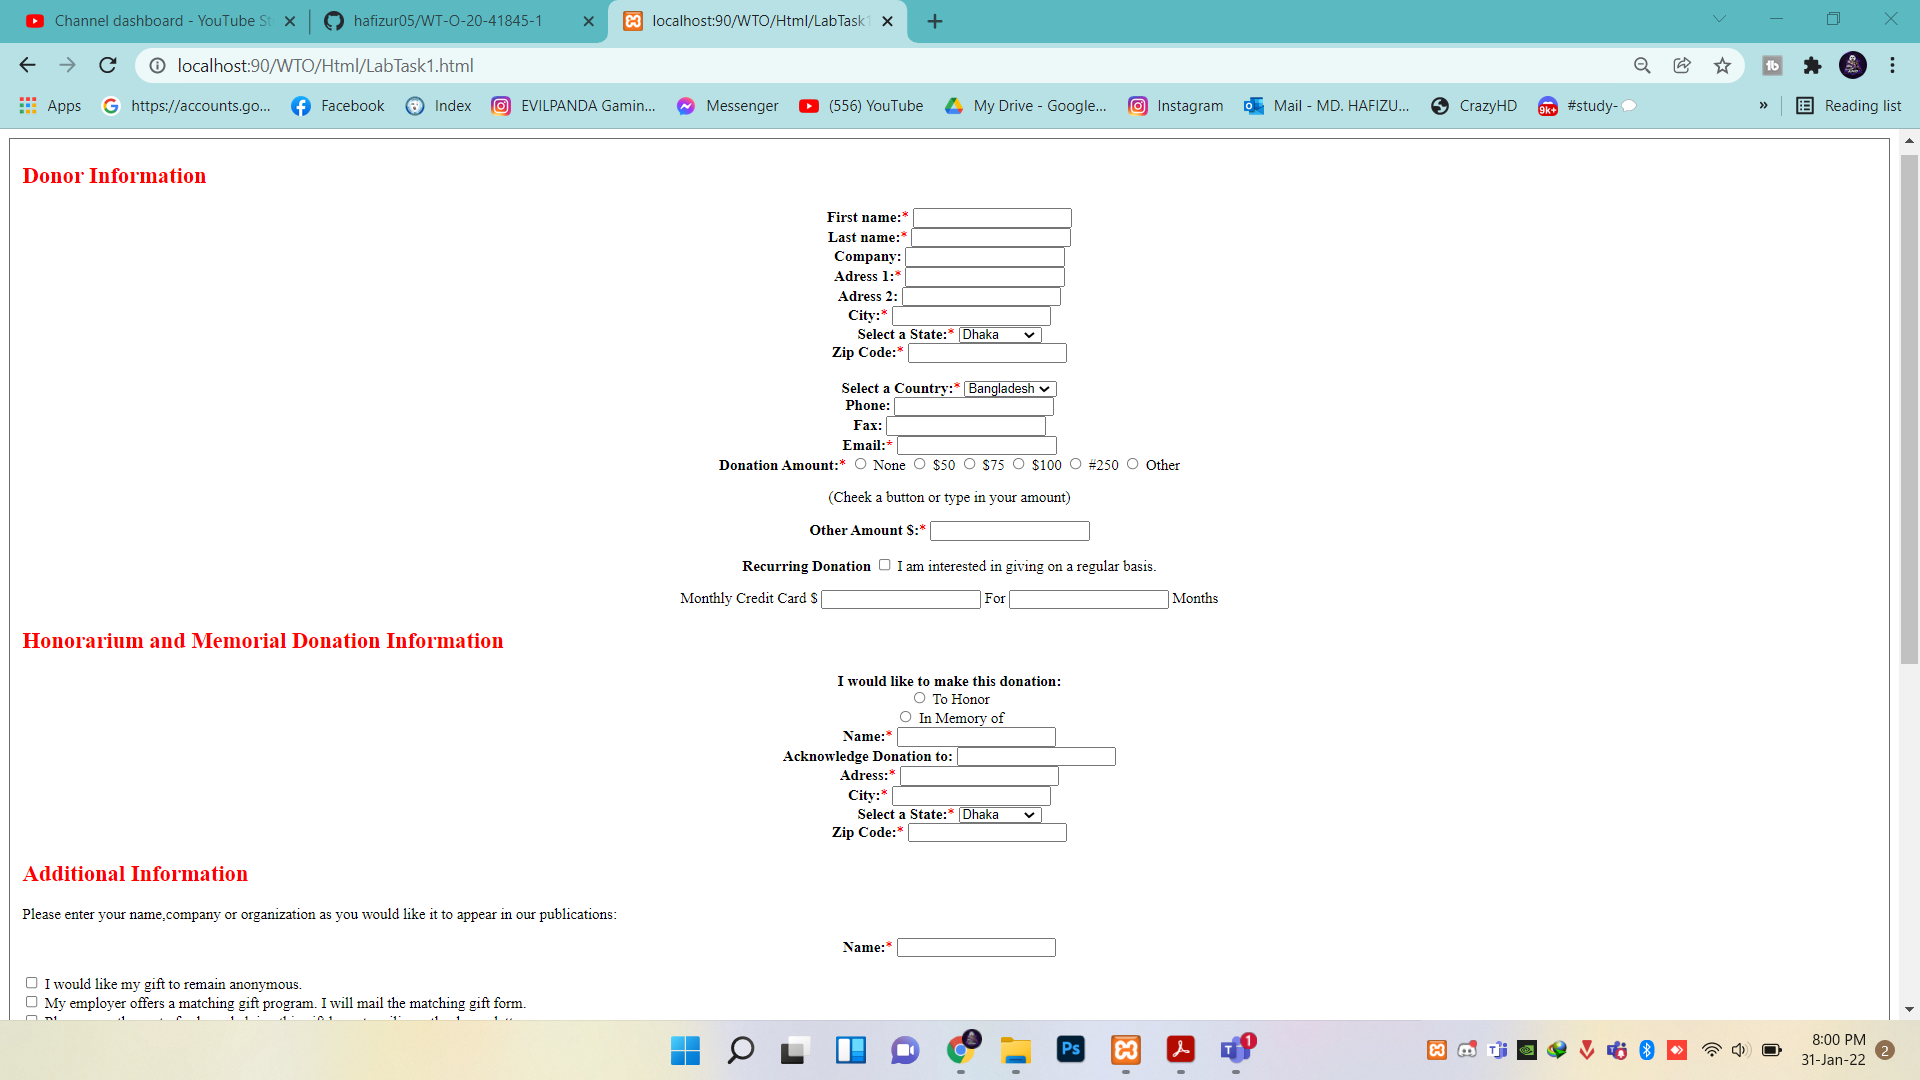 Channel dashboard - YouTube St
hafizur05/WT-O-20-41845-1
localhost:90/WTO/Html/LabTask1
localhost:90/WTO/Html/LabTask1.html
Apps
https://accounts.go...
Facebook
Index
EVILPANDA Gamin...
Messenger
(556) YouTube
My Drive - Google...
Instagram
Mail - MD. HAFIZU...
CrazyHD
9k+
#study-
»
Reading list
Donor Information
First name:*
Last name:*
Company:
Adress 1:*
Adress 2:
City:*
Select a State:* Dhaka
Zip Code:*
Select a Country:* Bangladesh
Phone:
Fax:
Email:*
Donation Amount:* None $50 $75 $100 #250 Other
(Cheek a button or type in your amount)
Other Amount $:*
Recurring Donation I am interested in giving on a regular basis.
Monthly Credit Card $ For Months
Honorarium and Memorial Donation Information
I would like to make this donation:
To Honor
In Memory of
Name:*
Acknowledge Donation to:
Adress:*
City:*
Select a State:* Dhaka
Zip Code:*
Additional Information
Please enter your name,company or organization as you would like it to appear in our publications:
Name:*
I would like my gift to remain anonymous.
My employer offers a matching gift program. I will mail the matching gift form.
Ps
1
8:00 PM
31-Jan-22
2